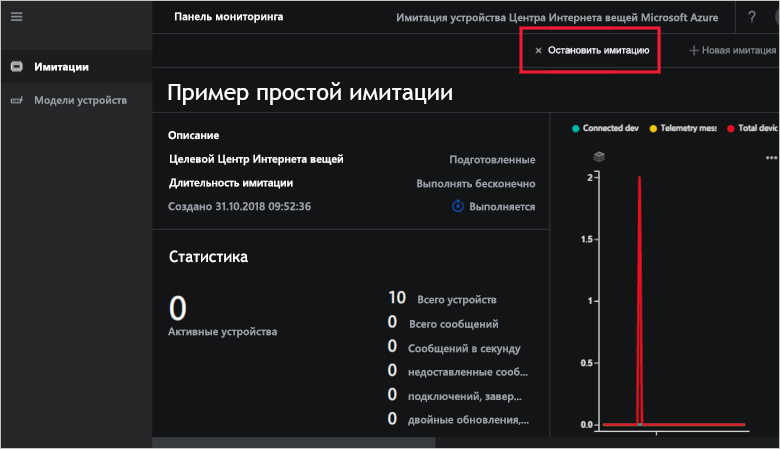 Панель мониторинга
Имитация устройства Центра Интернета вещей Microsoft Azure
?
× Остановить имитацию
+ Новая имитация
Имитации
Модели устройств
Пример простой имитации
Описание
Целевой Центр Интернета вещей
Подготовленные
Длительность имитации
Выполнять бесконечно
Создано 31.10.2018 09:52:36
Выполняется
Статистика
0
Активные устройства
10 Всего устройств
0 Всего сообщений
0 Сообщений в секунду
0 недоставленные сооб...
0 подключений, завер...
0 двойные обновления,...
Connected dev
Telemetry mes:
Total devic
2
1.5
1
0.5
0.0